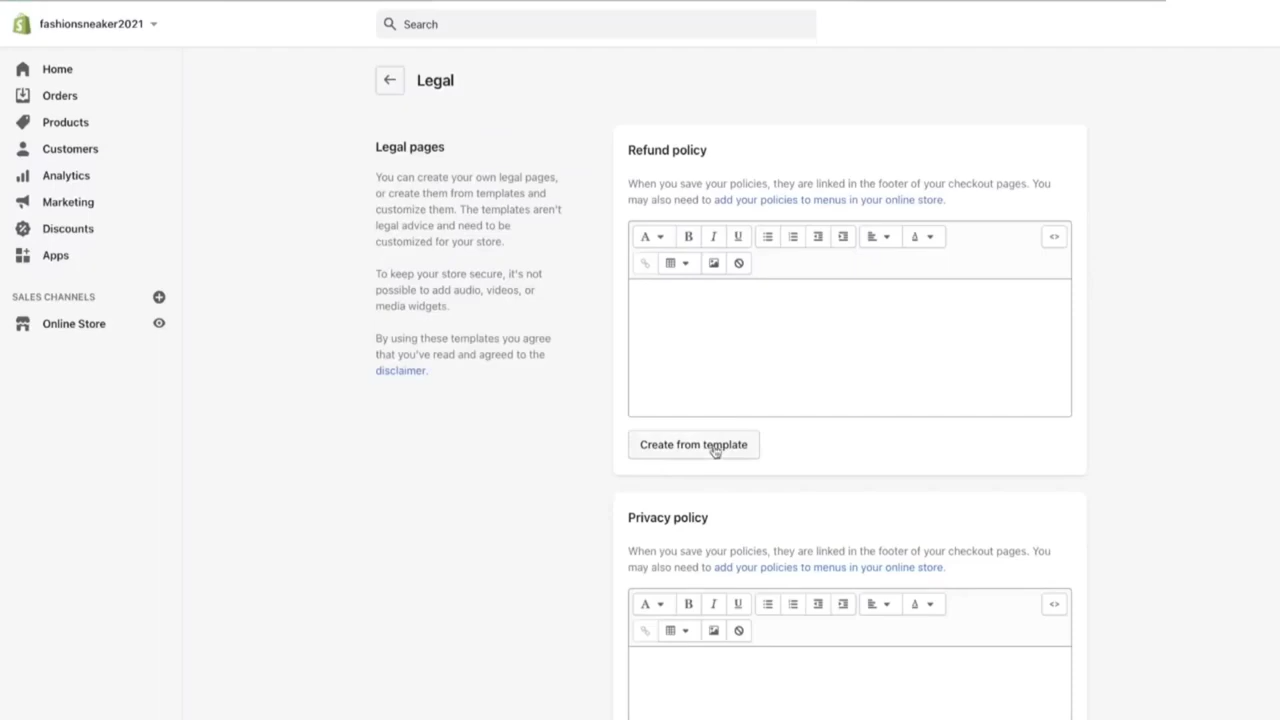 fashionsneaker2021
Search
Home
Orders
Products
Customers
Analytics
Marketing
Discounts
Apps
SALES CHANNELS
Online Store
Legal
Legal pages
You can create your own legal pages,
or create them from templates and
customize them. The templates aren't
legal advice and need to be
customized for your store.
To keep your store secure, it's not
possible to add audio, videos, or
media widgets.
By using these templates you agree
that you've read and agreed to the
disclaimer.
Refund policy
When you save your policies, they are linked in the footer of your checkout pages. You
may also need to add your policies to menus in your online store.
A B I U A <>
Create from template
Privacy policy
When you save your policies, they are linked in the footer of your checkout pages. You
may also need to add your policies to menus in your online store.
A B I U A <>